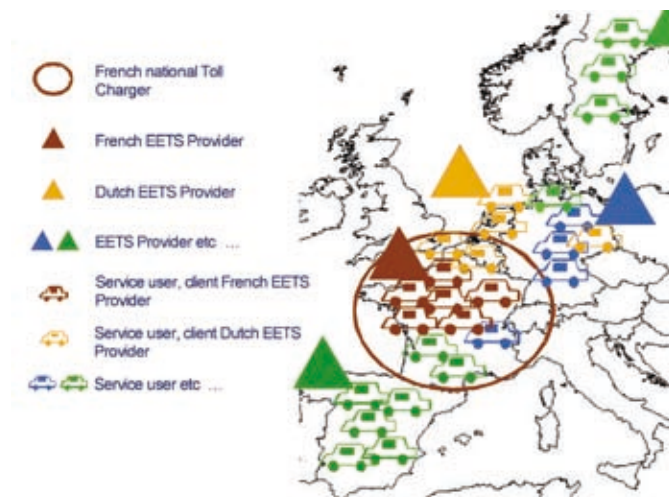 French national Toll
Charger
French EETS Provider
Dutch EETS Provider
EETS Provider etc ...
Service user, client French EETS
Provider
Service user, client Dutch EETS
Provider
Service user etc ...